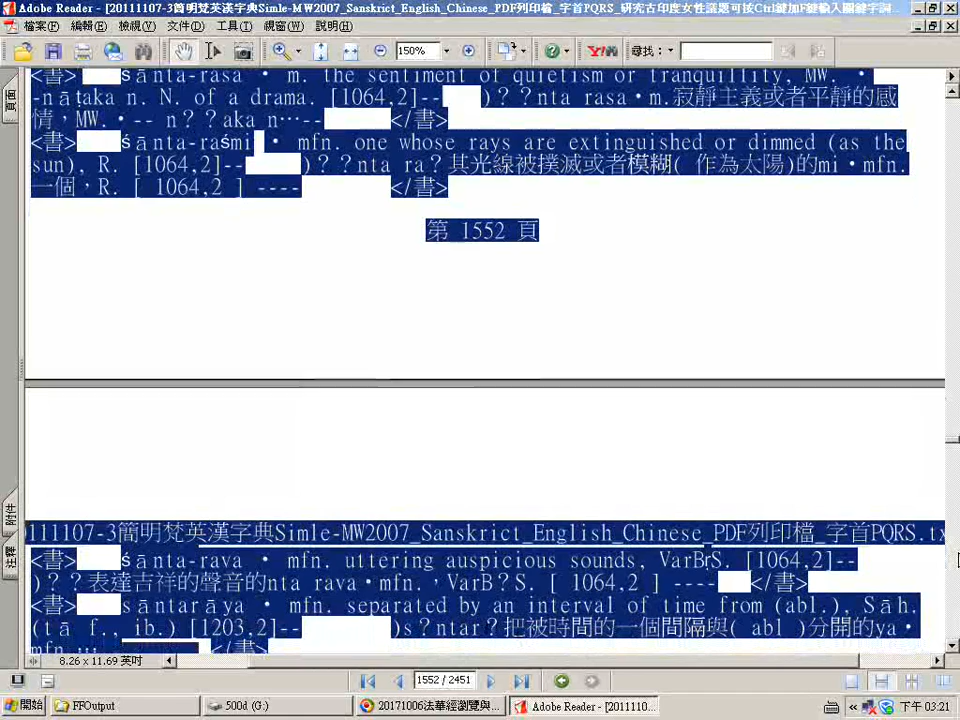 Adobe Reader - [20111107-3簡明梵英漢字典Simle-MW2007_Sanskrict_English_Chinese_PDF列印檔_字首PQRS_研究古印度女性議題可按Ctrl鍵加F鍵輸入關鍵字詞
檔案(F) 編輯(E) 檢視(V) 文件(D) 工具(T) 視窗(W) 說明(H)
150% Y! 尋找：
頁面
<書> śānta-rasa • m. the sentiment of quietism or tranquillity, MW. •
-nāṭaka n. N. of a drama. [1064,2]-- )？？nta rasa•m.寂靜主義或者平靜的感
情，MW.•-- n？？aka n…-- </書>
<書> śānta-raśmi • mfn. one whose rays are extinguished or dimmed (as the
sun), R. [1064,2]-- )？？nta ra？其光線被撲滅或者模糊( 作為太陽)的mi•mfn.
一個，R. [ 1064,2 ] ---- </書>
第 1552 頁
111107-3簡明梵英漢字典Simle-MW2007_Sanskrict_English_Chinese_PDF列印檔_字首PQRS.tx
<書> śānta-rava • mfn. uttering auspicious sounds, VarBṛS. [1064,2]--
)？？表達吉祥的聲音的nta rava•mfn.，VarB？S. [ 1064,2 ] ---- </書>
<書> sāntarāya • mfn. separated by an interval of time from (abl.), Sāh.
(tā f., ib.) [1203,2]-- )s？ntar？把被時間的一個間隔與( abl )分開的ya•
mfn … </書>
附件
注釋
8.26 x 11.69 英吋
1552 / 2451
開始 FFOutput 500d (G:) 20171006法華經瀏覽與... Adobe Reader - [2011110... « 下午 03:21